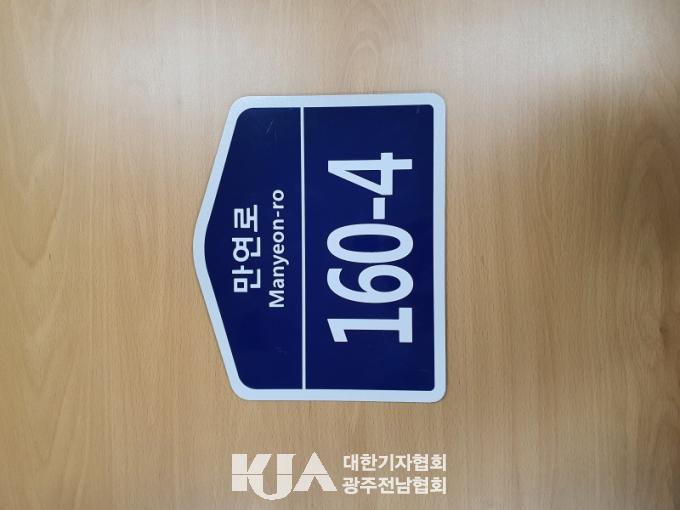 만연로
Manyeon-ro
160-4
KJA
대한기자협회
광주전남협회